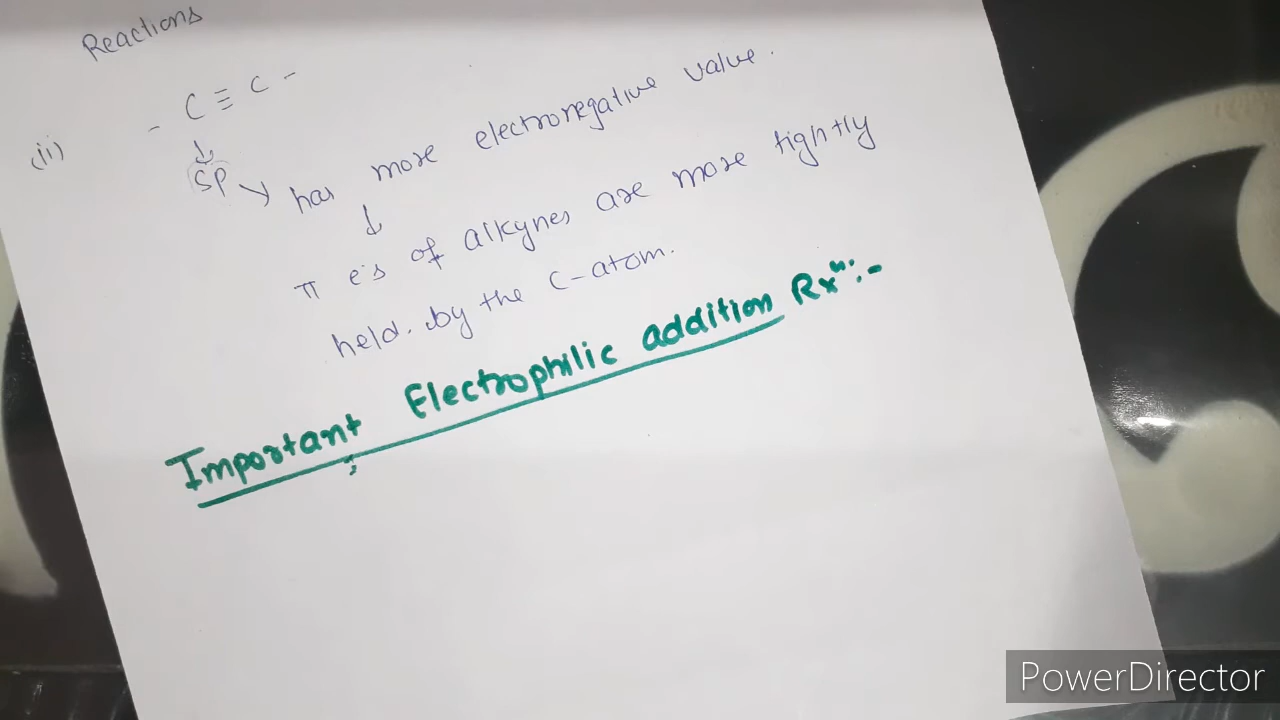 Reactions
(ii) - C ≡ C -
↓
SP → has more electronegative value.
↓
π e's of alkynes are more tightly
held by the C-atom.
Important Electrophilic addition Rxn:-
PowerDirector